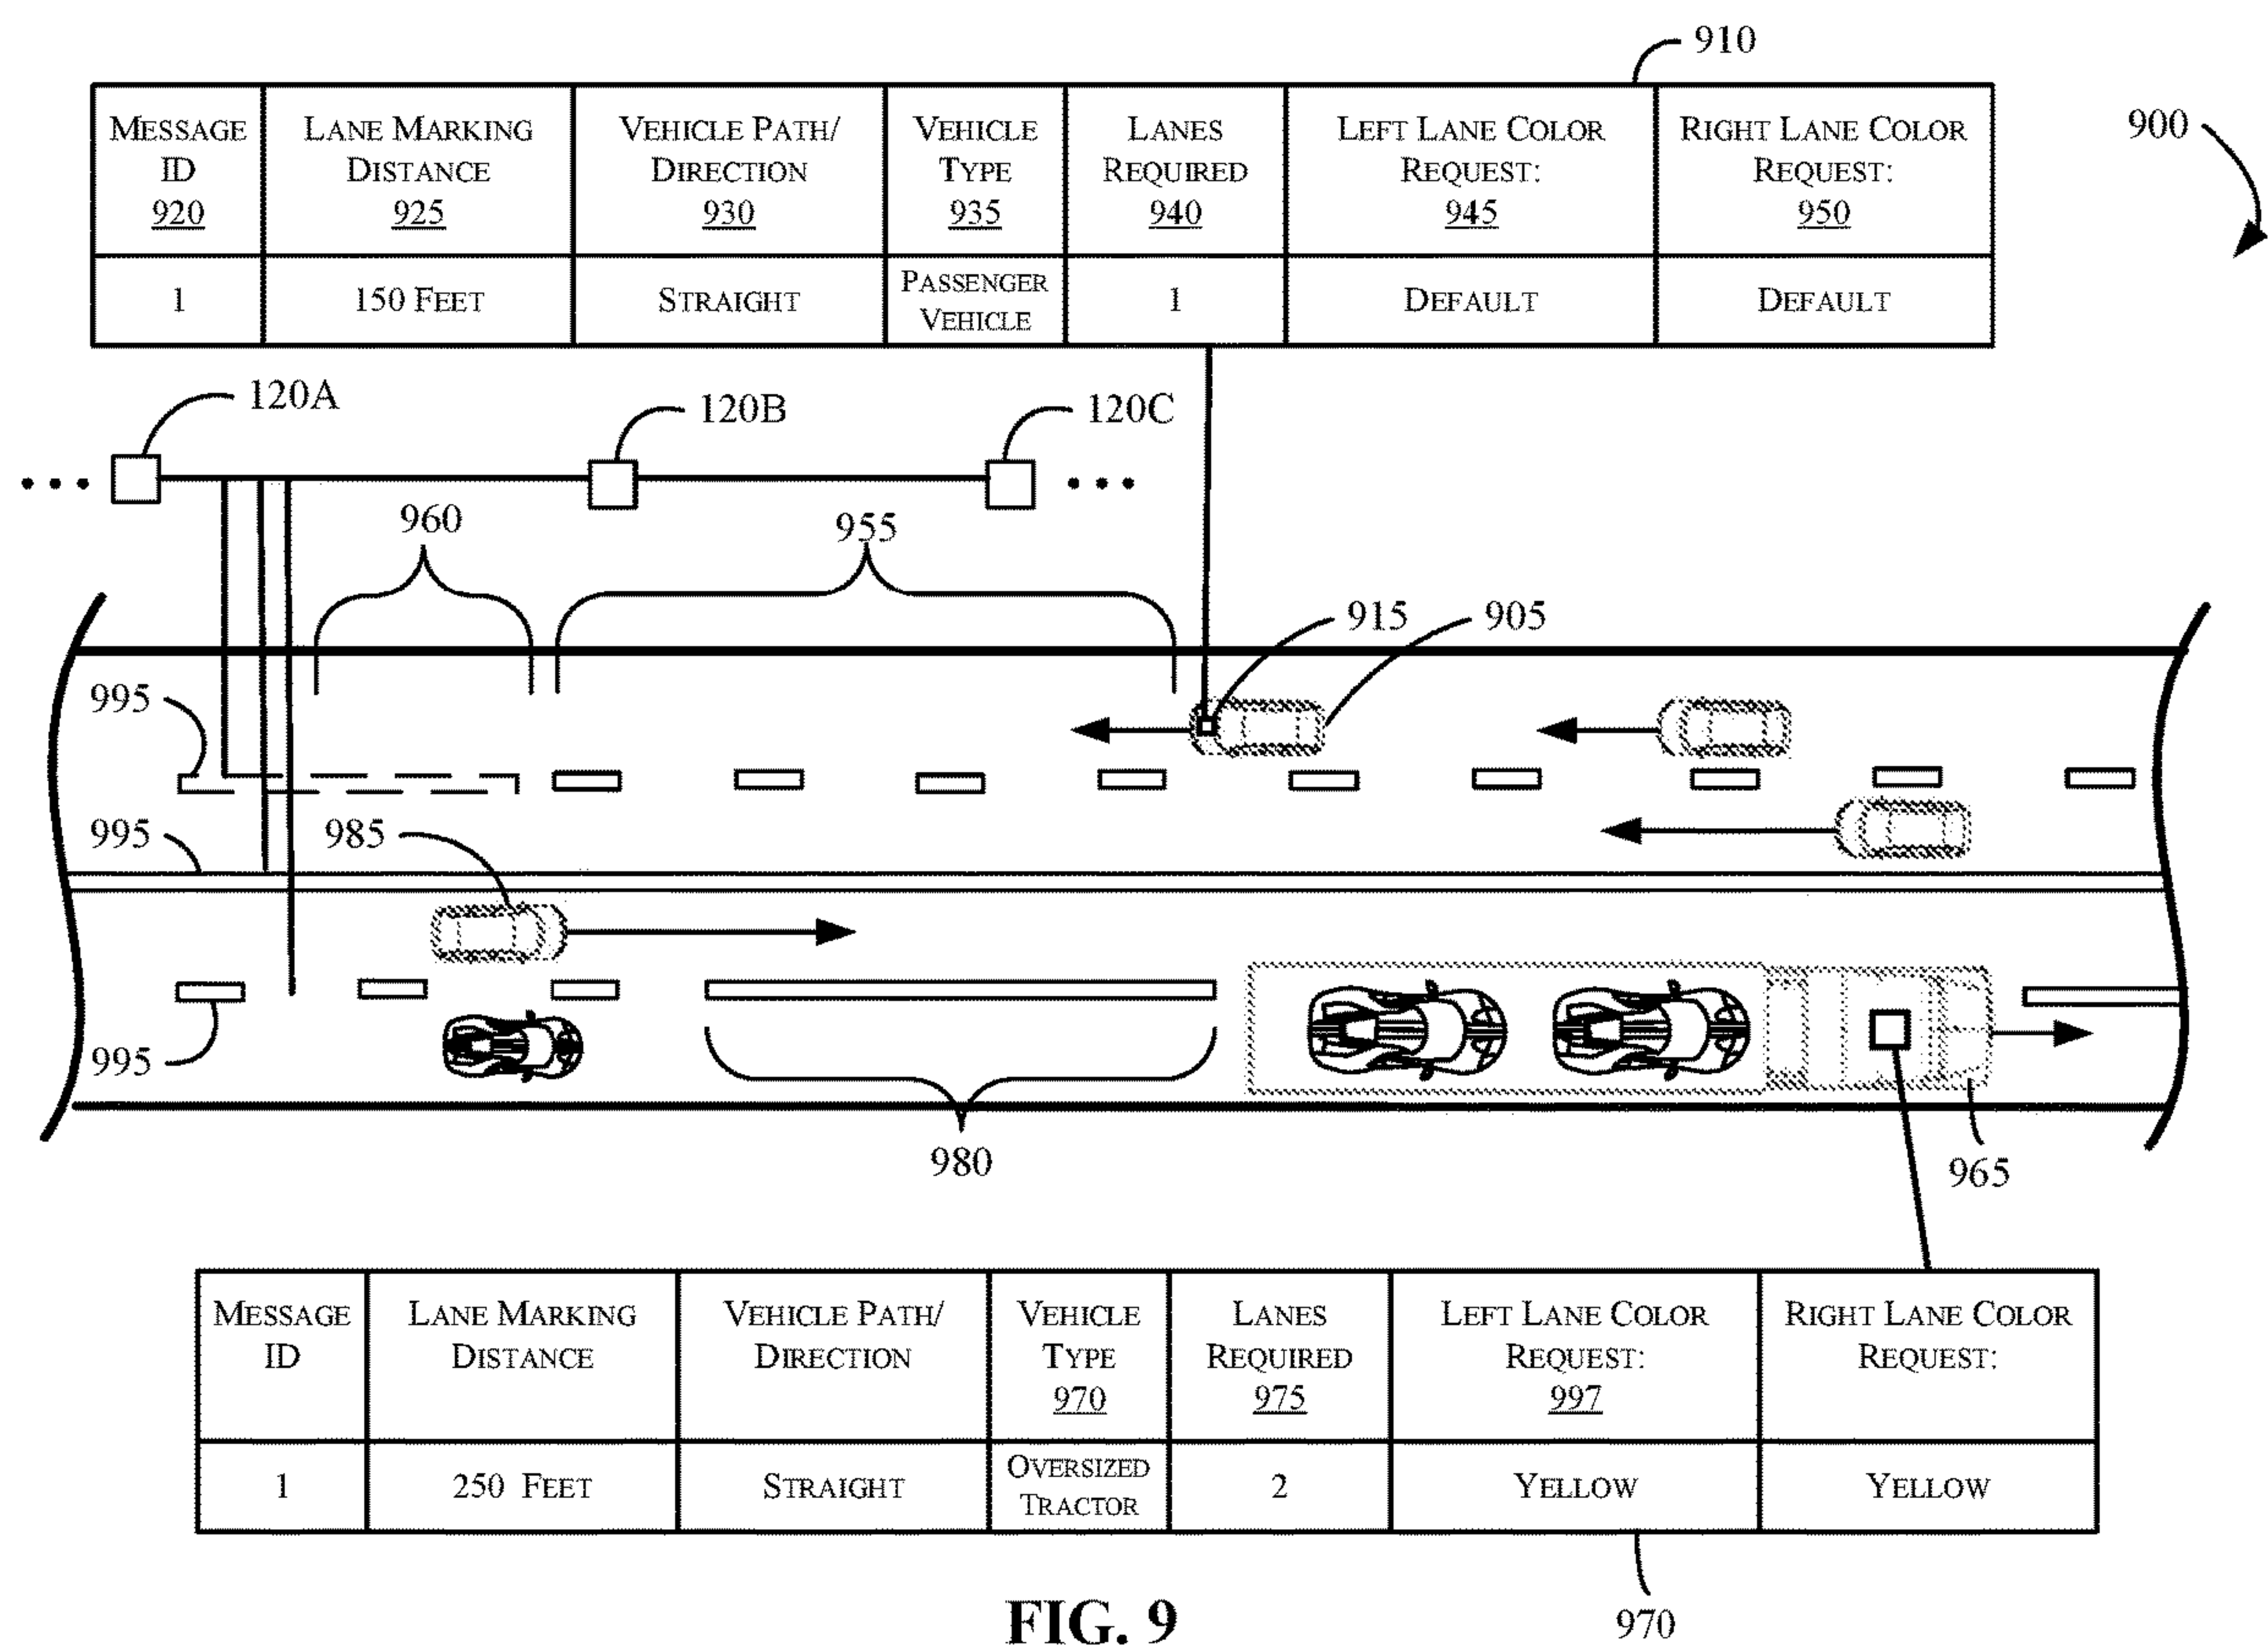 910
900
MESSAGE ID 920
LANE MARKING DISTANCE 925
VEHICLE PATH/ DIRECTION 930
VEHICLE TYPE 935
LANES REQUIRED 940
LEFT LANE COLOR REQUEST: 945
RIGHT LANE COLOR REQUEST: 950
1
150 FEET
STRAIGHT
PASSENGER VEHICLE
1
DEFAULT
DEFAULT
120A
120B
120C
960
955
915
905
995
995
985
995
980
965
MESSAGE ID
LANE MARKING DISTANCE
VEHICLE PATH/ DIRECTION
VEHICLE TYPE 970
LANES REQUIRED 975
LEFT LANE COLOR REQUEST: 997
RIGHT LANE COLOR REQUEST:
1
250 FEET
STRAIGHT
OVERSIZED TRACTOR
2
YELLOW
YELLOW
970
FIG. 9